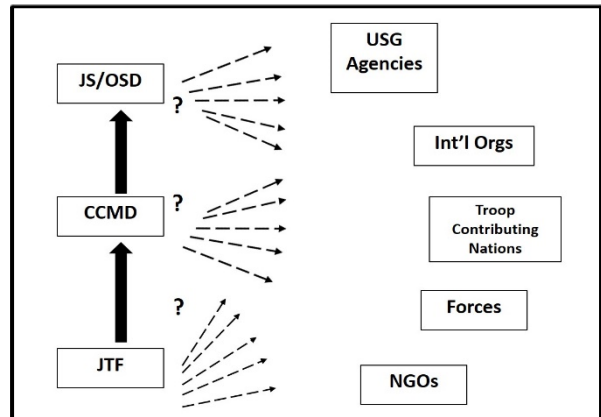 USG
Agencies
JS/OSD
?
Int'l Orgs
CCMD
?
Troop
Contributing
Nations
?
Forces
JTF
NGOs